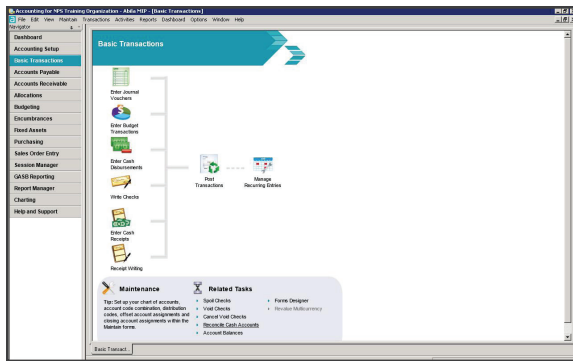 Accounting for NPS Training Organization - Abila MIP - [Basic Transactions]
File Edit View Maintain Transactions Activities Reports Dashboard Options Window Help
Navigator
Dashboard
Accounting Setup
Basic Transactions
Accounts Payable
Accounts Receivable
Allocations
Budgeting
Encumbrances
Fixed Assets
Purchasing
Sales Order Entry
Session Manager
GASB Reporting
Report Manager
Charting
Help and Support
Basic Transactions
Enter Journal
Vouchers
Enter Budget
Transactions
Enter Cash
Disbursements
Write Checks
Enter Cash
Receipts
Receipt Writing
Post
Transactions
Manage
Recurring Entries
Maintenance
Tip: Set up your chart of accounts,
account code combination, distribution
codes, offset account assignments and
closing account assignments within the
Maintain forms.
Related Tasks
Spoil Checks
Void Checks
Cancel Void Checks
Reconcile Cash Accounts
Account Balances
Forms Designer
Revalue Multicurrency
Basic Transact...